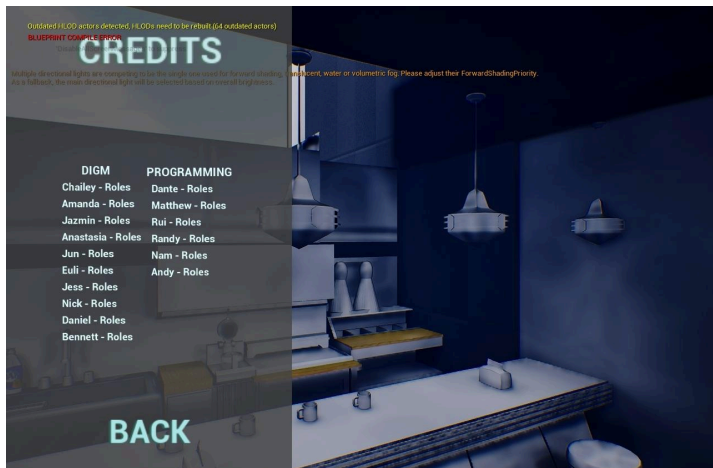 Outdated HLOD actors detected, HLODs need to be rebuilt (64 outdated actors)
BLUEPRINT COMPILE ERROR
CREDITS
Multiple directional lights are competing to be the single one used for forward shading, translucent, water or volumetric fog. Please adjust their ForwardShadingPriority.
As a fallback, the main directional light will be selected based on overall brightness.
DIGM PROGRAMMING
Chailey - Roles Dante - Roles
Amanda - Roles Matthew - Roles
Jazmin - Roles Rui - Roles
Anastasia - Roles Randy - Roles
Jun - Roles Nam - Roles
Euli - Roles Andy - Roles
Jess - Roles
Nick - Roles
Daniel - Roles
Bennett - Roles
BACK